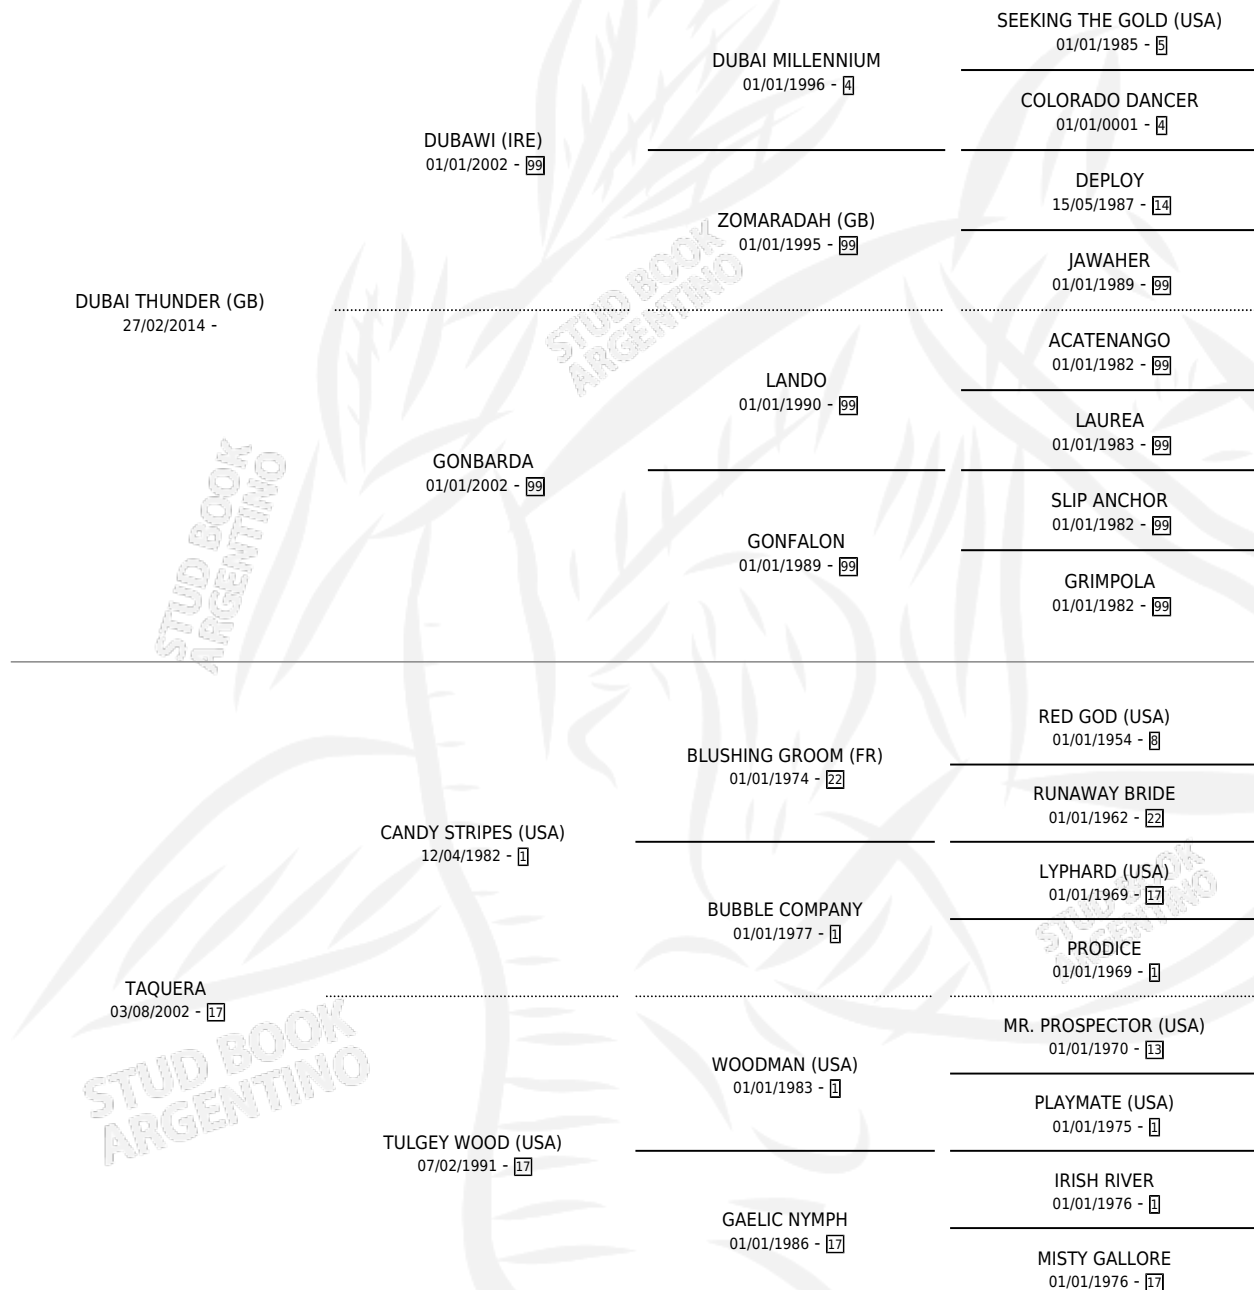 SEEKING THE GOLD (USA)
01/01/1985 - 5
DUBAI MILLENNIUM
01/01/1996 - 4
COLORADO DANCER
01/01/0001 - 4
DUBAWI (IRE)
01/01/2002 - 99
DEPLOY
15/05/1987 - 14
ZOMARADAH (GB)
01/01/1995 - 99
JAWAHER
01/01/1989 - 99
DUBAI THUNDER (GB)
27/02/2014 -
ACATENANGO
01/01/1982 - 99
LANDO
01/01/1990 - 99
LAUREA
01/01/1983 - 99
GONBARDA
01/01/2002 - 99
SLIP ANCHOR
01/01/1982 - 99
GONFALON
01/01/1989 - 99
GRIMPOLA
01/01/1982 - 99
STUD BOOK
ARGENTINO
STUD BOOK
ARGENTINO
RED GOD (USA)
01/01/1954 - 8
BLUSHING GROOM (FR)
01/01/1974 - 22
RUNAWAY BRIDE
01/01/1962 - 22
CANDY STRIPES (USA)
12/04/1982 - 1
LYPHARD (USA)
01/01/1969 - 17
BUBBLE COMPANY
01/01/1977 - 1
PRODICE
01/01/1969 - 1
STUD BOOK
ARGENTINO
TAQUERA
03/08/2002 - 17
MR. PROSPECTOR (USA)
01/01/1970 - 13
WOODMAN (USA)
01/01/1983 - 1
PLAYMATE (USA)
01/01/1975 - 1
STUD BOOK
ARGENTINO
TULGEY WOOD (USA)
07/02/1991 - 17
IRISH RIVER
01/01/1976 - 1
GAELIC NYMPH
01/01/1986 - 17
MISTY GALLORE
01/01/1976 - 17